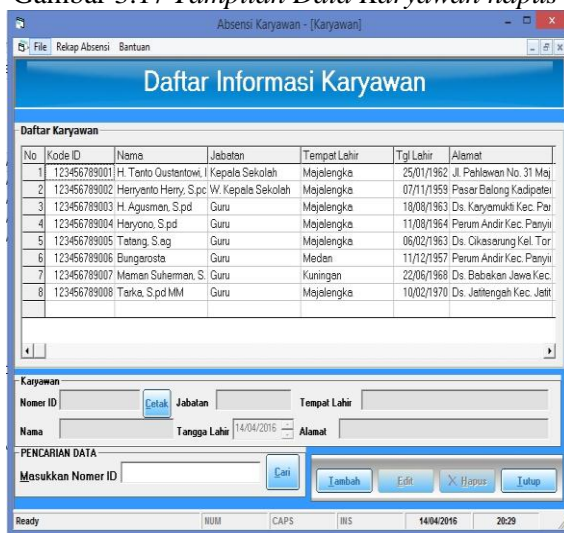 Gambar 3.17 Tampilan Data Karyawan hapus
Absensi Karyawan - [Karyawan]
File Rekap Absensi Bantuan
Daftar Informasi Karyawan
Daftar Karyawan
No Kode ID Nama Jabatan Tempat Lahir Tgl Lahir Alamat
1 123456789001 H. Tanto Qustantowi, I Kepala Sekolah Majalengka 25/01/1962 Jl. Pahlawan No. 31 Maj
2 123456789002 Herryanto Herry, S.pc W. Kepala Sekolah Majalengka 07/11/1959 Pasar Balong Kadipater
3 123456789003 H. Agusman, S.pd Guru Majalengka 18/08/1963 Ds. Karyamukti Kec. Par
4 123456789004 Haryono, S.pd Guru Majalengka 11/08/1964 Perum Andir Kec. Panyii
5 123456789005 Tatang, S.ag Guru Majalengka 06/02/1963 Ds. Cikasarung Kel. Tor
6 123456789006 Bungarosta Guru Medan 11/12/1957 Perum Andir Kec. Panyii
7 123456789007 Maman Suherman, S. Guru Kuningan 22/06/1968 Ds. Babakan Jawa Kec.
8 123456789008 Tarka, S.pd MM Guru Majalengka 10/02/1970 Ds. Jatitengah Kec. Jatit
Karyawan
Nomer ID Cetak Jabatan Tempat Lahir
Nama Tangga Lahir 14/04/2016 Alamat
PENCARIAN DATA
Masukkan Nomer ID Cari
Tambah Edit Hapus Tutup
Ready NUM CAPS INS 14/04/2016 20:29